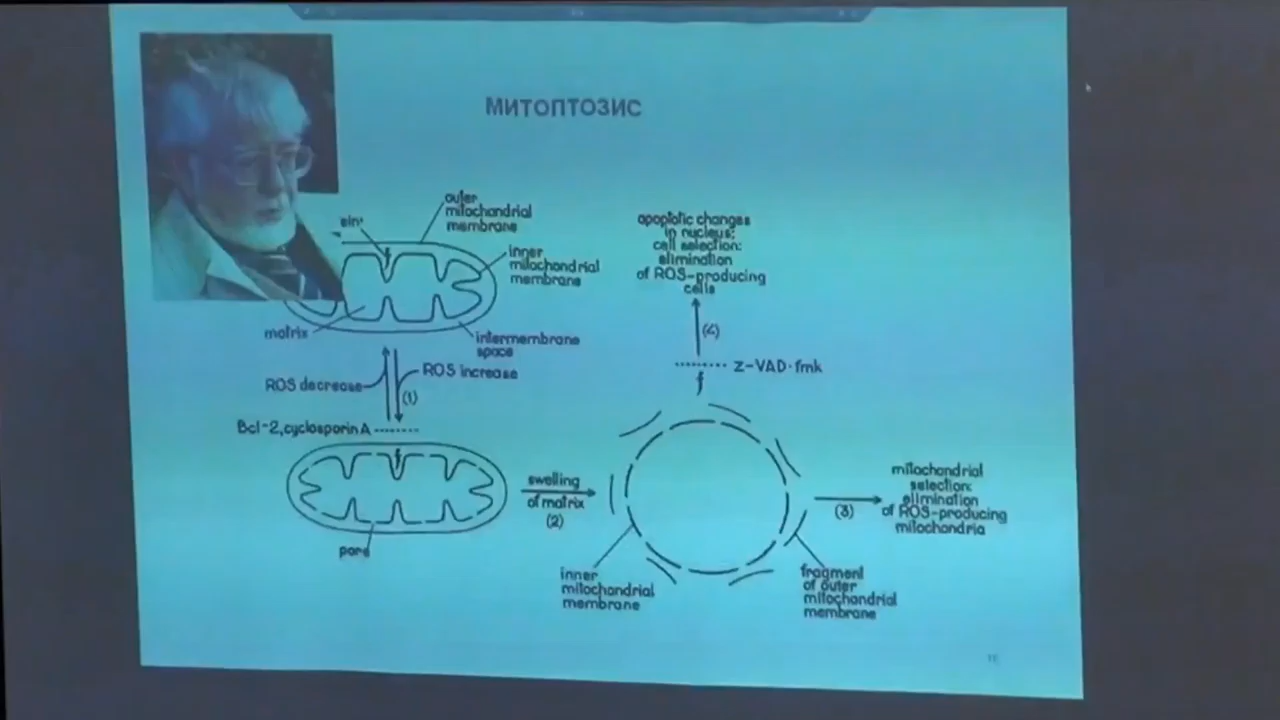 МИТОПТОЗИС
outer
mitochondrial
membrane
inner
mitochondrial
membrane
matrix
intermembrane
space
ROS decrease
ROS increase
(1)
Bcl-2, cyclosporin A
pore
swelling
of matrix
(2)
apoptotic changes
in nucleus;
cell selection:
elimination
of ROS-producing
cells
(4)
z-VAD·fmk
f
(3)
mitochondrial
selection:
elimination
of ROS-producing
mitochondria
inner
mitochondrial
membrane
fragment
of outer
mitochondrial
membrane